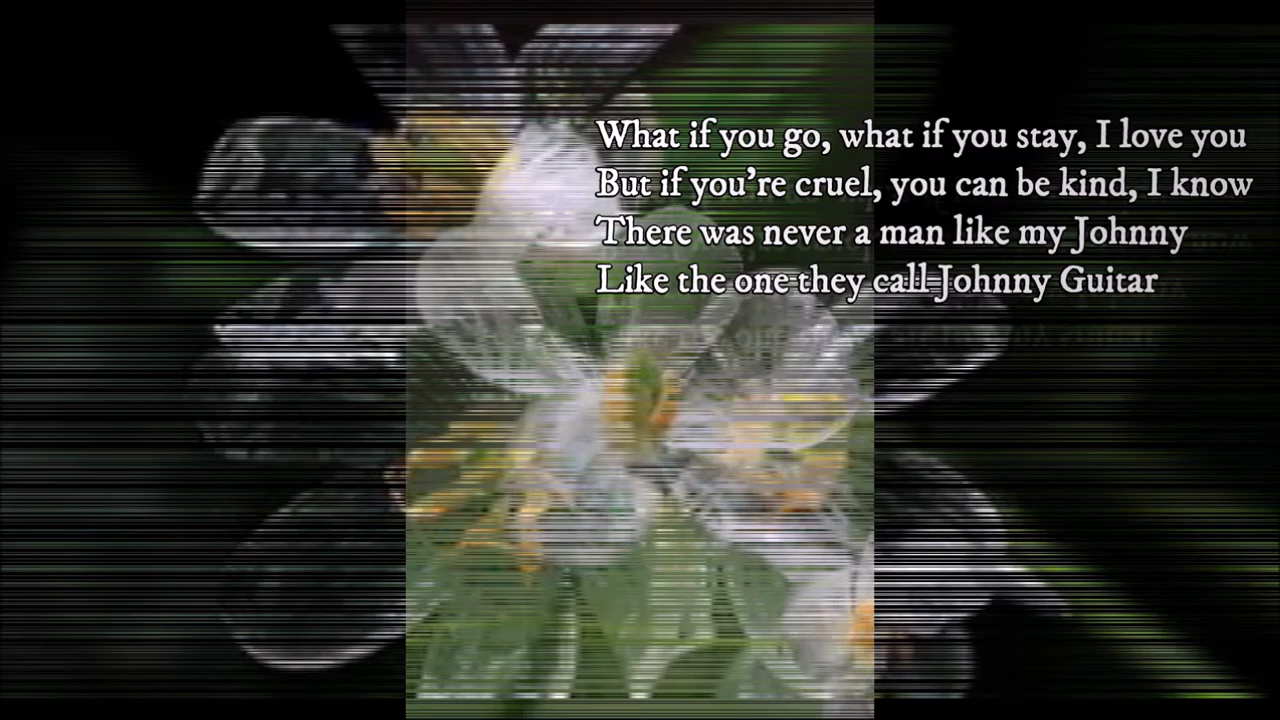 What if you go, what if you stay, I love you
But if you're cruel, you can be kind, I know
There was never a man like my Johnny
Like the one they call Johnny Guitar